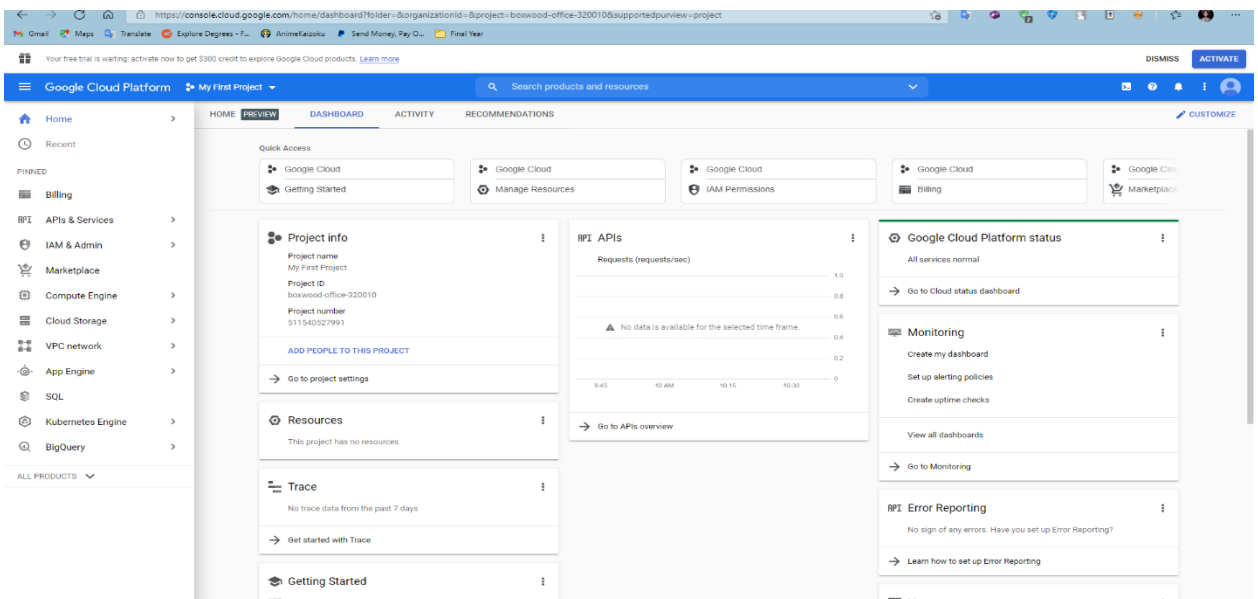 https://console.cloud.google.com/home/dashboard?folder=&organizationId=&project=boxwood-office-320010&supportedpurview=project
Gmail Maps Translate Explore Degrees - F... AnimeKaizoku Send Money, Pay O... Final Year
Your free trial is waiting: activate now to get $300 credit to explore Google Cloud products. Learn more
DISMISS ACTIVATE
Google Cloud Platform My First Project Search products and resources
HOME PREVIEW DASHBOARD ACTIVITY RECOMMENDATIONS CUSTOMIZE
Home
Recent
PINNED
Billing
API APIs & Services
IAM & Admin
Marketplace
Compute Engine
Cloud Storage
VPC network
App Engine
SQL
Kubernetes Engine
BigQuery
ALL PRODUCTS
Quick Access
Google Cloud
Getting Started
Google Cloud
Manage Resources
Google Cloud
IAM Permissions
Google Cloud
Billing
Google Clo
Marketplace
Project info
Project name
My First Project
Project ID
boxwood-office-320010
Project number
511540527991
ADD PEOPLE TO THIS PROJECT
Go to project settings
Resources
This project has no resources
Trace
No trace data from the past 7 days
Get started with Trace
Getting Started
API APIs
Requests (requests/sec)
1.0
0.8
0.6
No data is available for the selected time frame.
0.4
0.2
0
9:45 10 AM 10:15 10:30
Go to APIs overview
Google Cloud Platform status
All services normal
Go to Cloud status dashboard
Monitoring
Create my dashboard
Set up alerting policies
Create uptime checks
View all dashboards
Go to Monitoring
API Error Reporting
No sign of any errors. Have you set up Error Reporting?
Learn how to set up Error Reporting